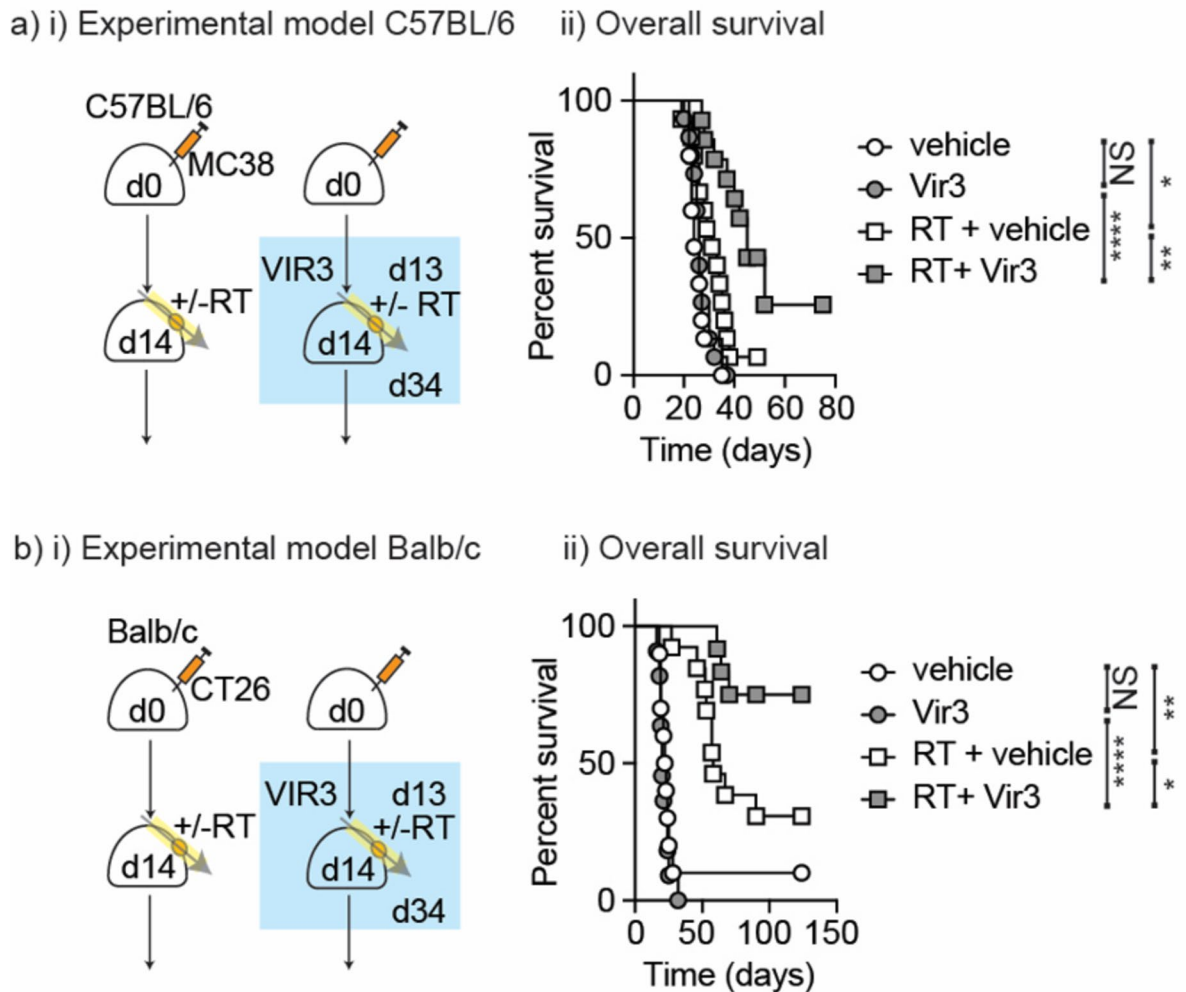 a) i) Experimental model C57BL/6
ii) Overall survival
C57BL/6
MC38
d0
d0
VIR3
d13
+/-RT
+/- RT
d14
d14
d34
Percent survival
100
50
0
0 20 40 60 80
Time (days)
vehicle
Vir3
RT + vehicle
RT+ Vir3
NS
****
*
**
b) i) Experimental model Balb/c
ii) Overall survival
Balb/c
CT26
d0
d0
VIR3
d13
+/-RT
+/-RT
d14
d14
d34
Percent survival
100
50
0
0 50 100 150
Time (days)
vehicle
Vir3
RT + vehicle
RT+ Vir3
NS
****
**
*